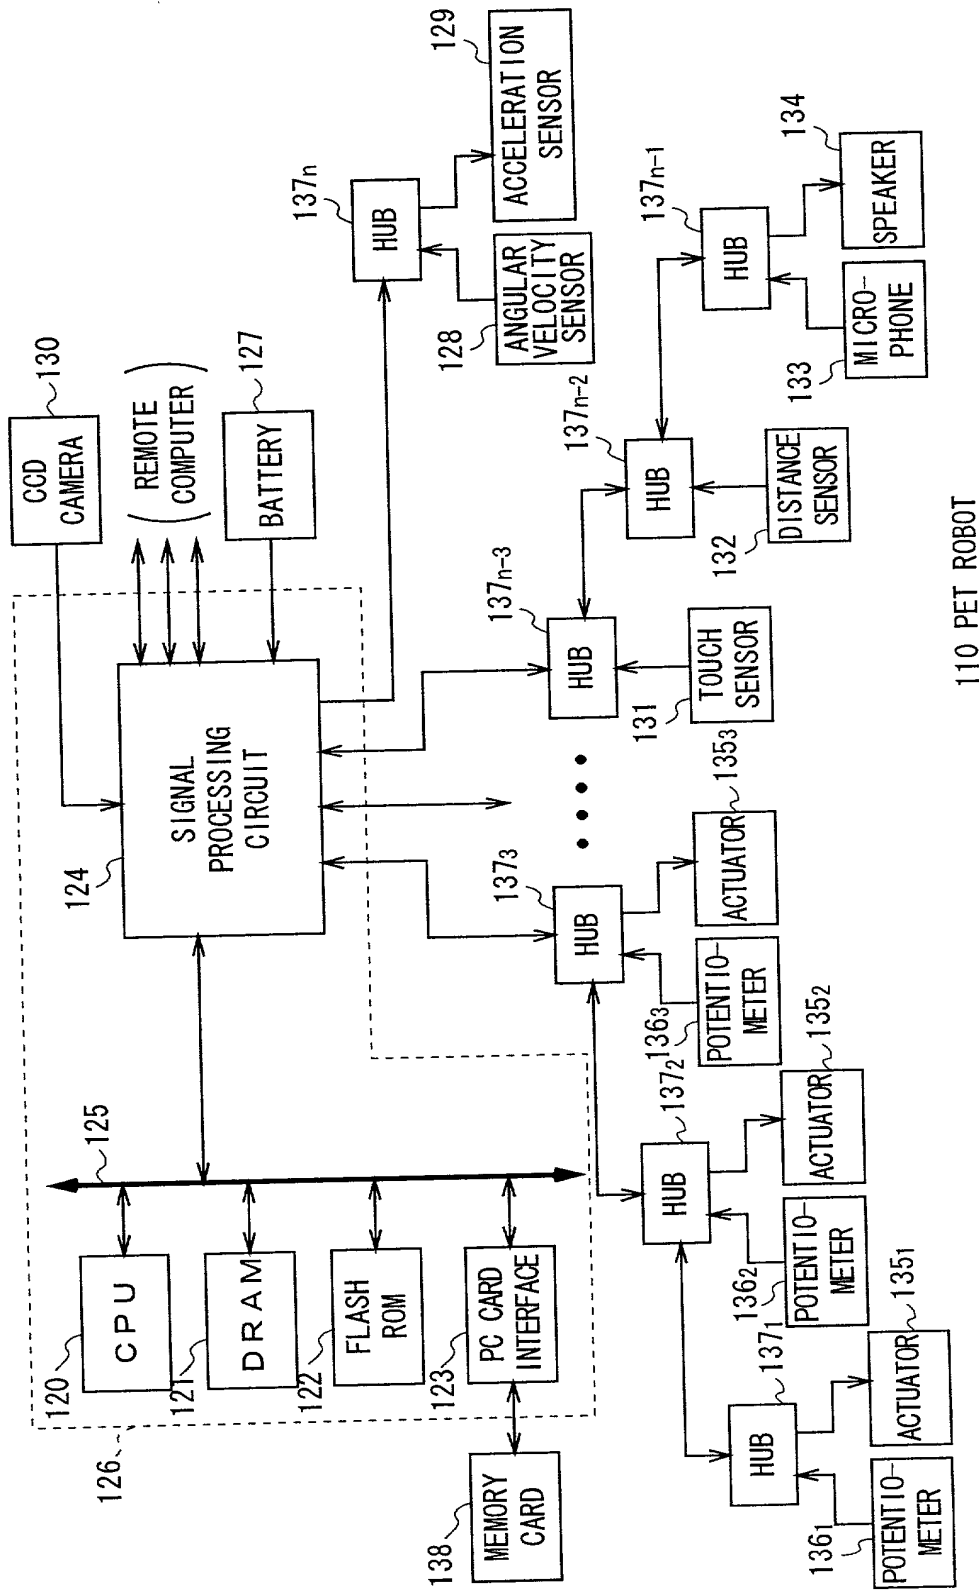 126
120
CPU
121
DRAM
122
FLASH
ROM
123
PC CARD
INTERFACE
138
MEMORY
CARD
125
124
SIGNAL
PROCESSING
CIRCUIT
CCD
CAMERA
130
(REMOTE
COMPUTER)
BATTERY
127
137n
HUB
128
ANGULAR
VELOCITY
SENSOR
ACCELERATION
SENSOR
129
137n-3
HUB
131
TOUCH
SENSOR
137n-2
HUB
132
DISTANCE
SENSOR
137n-1
HUB
133
MICRO-
PHONE
SPEAKER
134
1373
HUB
1363
POTENTIO-
METER
ACTUATOR
1353
1372
HUB
1362
POTENTIO-
METER
ACTUATOR
1352
1371
HUB
1361
POTENTIO-
METER
ACTUATOR
1351
110 PET ROBOT